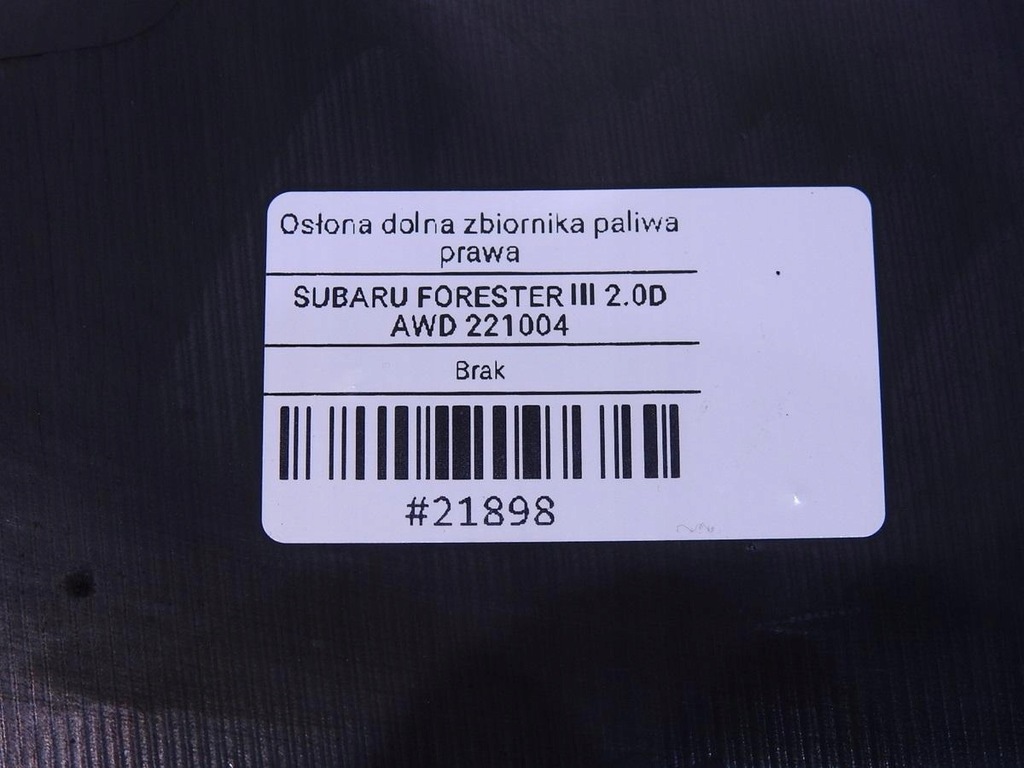 Osłona dolna zbiornika paliwa
prawa
SUBARU FORESTER III 2.0D
AWD 221004
Brak
#21898